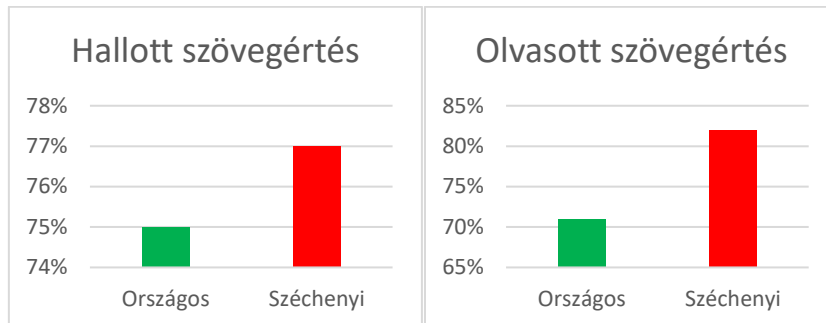 Hallott szövegértés
78%
77%
76%
75%
74%
Országos Széchenyi
Olvasott szövegértés
85%
80%
75%
70%
65%
Országos Széchenyi